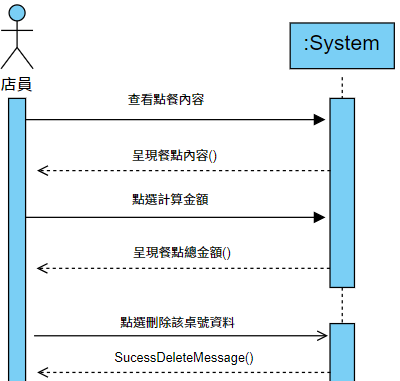 :System
店員
查看點餐內容
呈現餐點內容()
點選計算金額
呈現餐點總金額()
點選刪除該桌號資料
SucessDeleteMessage()